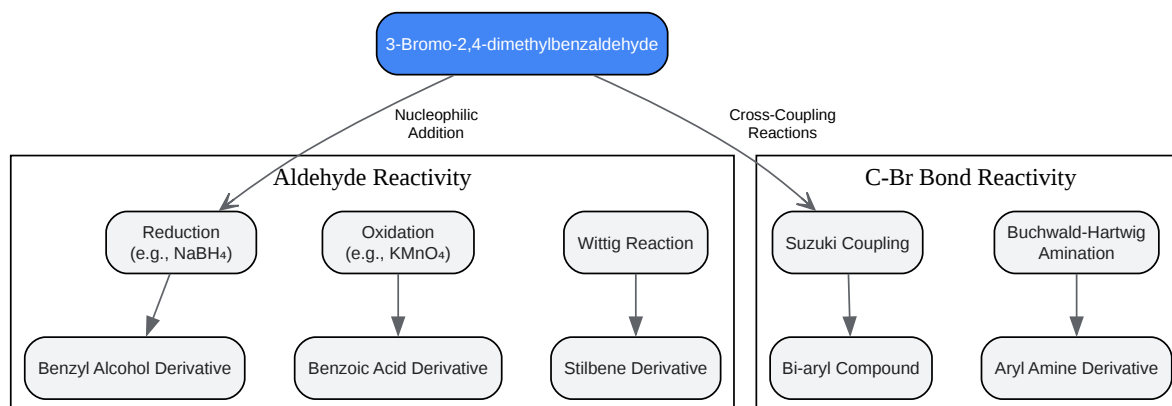 3-Bromo-2,4-dimethylbenzaldehyde
Nucleophilic
Addition
Cross-Coupling
Reactions
Aldehyde Reactivity
C-Br Bond Reactivity
Reduction
(e.g., NaBH₄)
Oxidation
(e.g., KMnO₄)
Wittig Reaction
Suzuki Coupling
Buchwald-Hartwig
Amination
Benzyl Alcohol Derivative
Benzoic Acid Derivative
Stilbene Derivative
Bi-aryl Compound
Aryl Amine Derivative